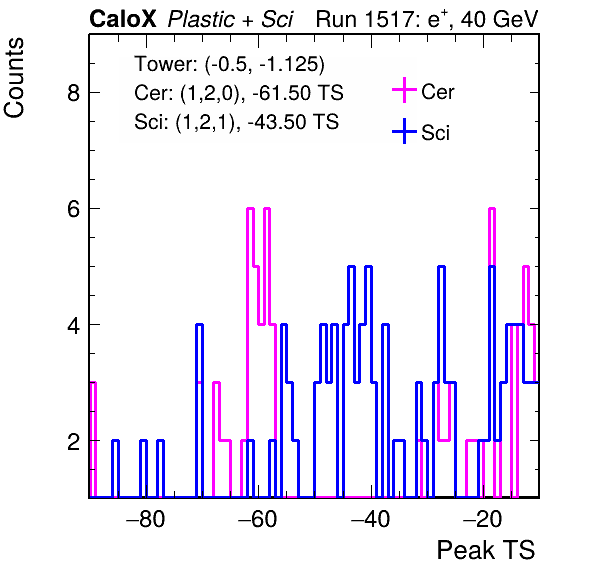 CaloX Plastic + Sci Run 1517: e⁺, 40 GeV
Counts
Tower: (-0.5, -1.125)
Cer: (1,2,0), -61.50 TS
Sci: (1,2,1), -43.50 TS
Cer
Sci
8
6
4
2
−80 −60 −40 −20
Peak TS